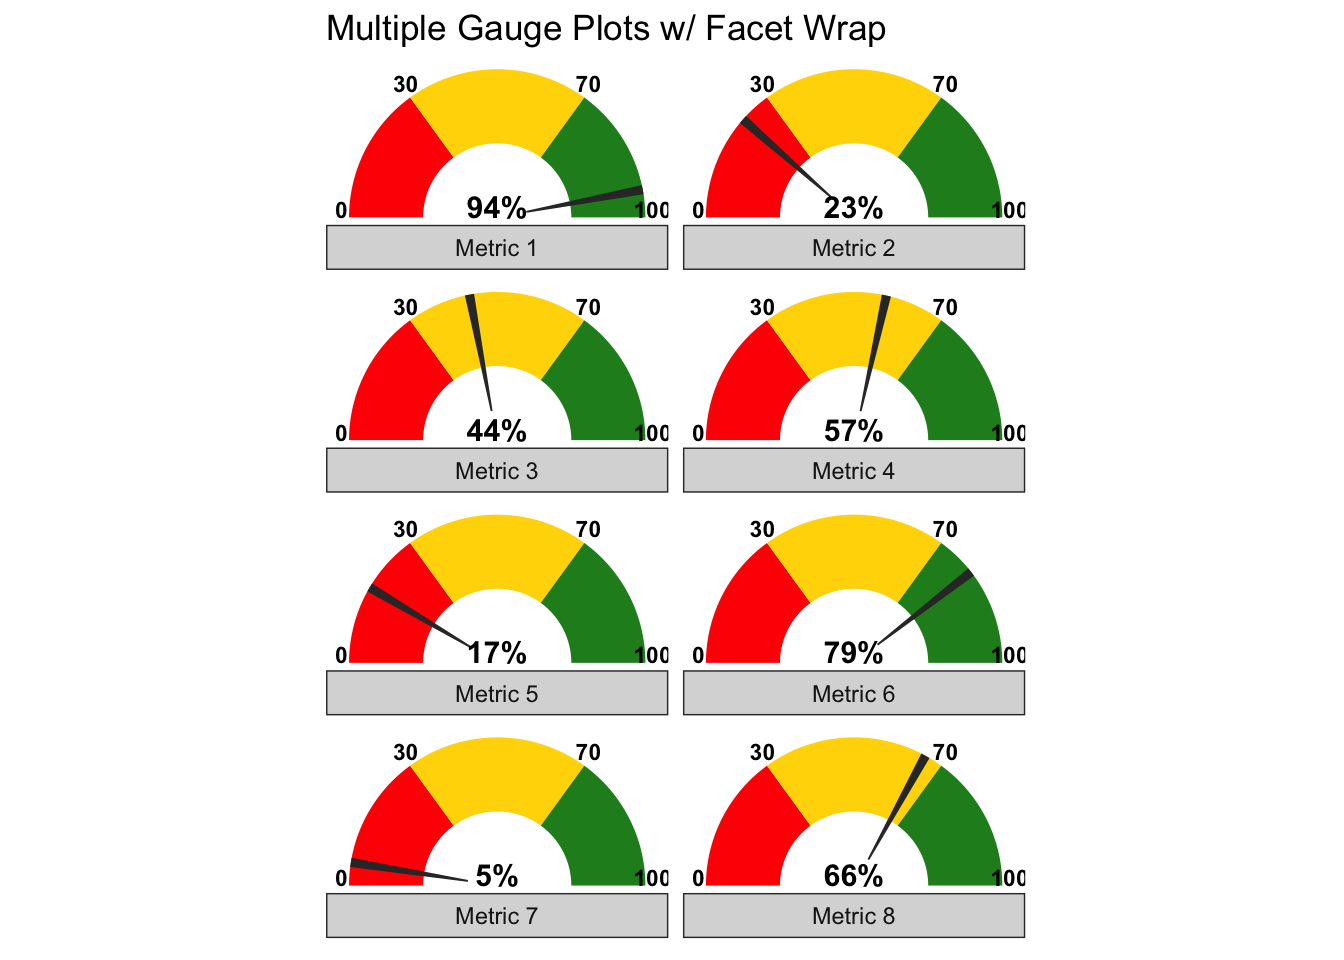 Multiple Gauge Plots w/ Facet Wrap
30 70 30 70
0 94% 100 0 23% 100
Metric 1 Metric 2
30 70 30 70
0 44% 100 0 57% 100
Metric 3 Metric 4
30 70 30 70
0 17% 100 0 79% 100
Metric 5 Metric 6
30 70 30 70
0 5% 100 0 66% 100
Metric 7 Metric 8